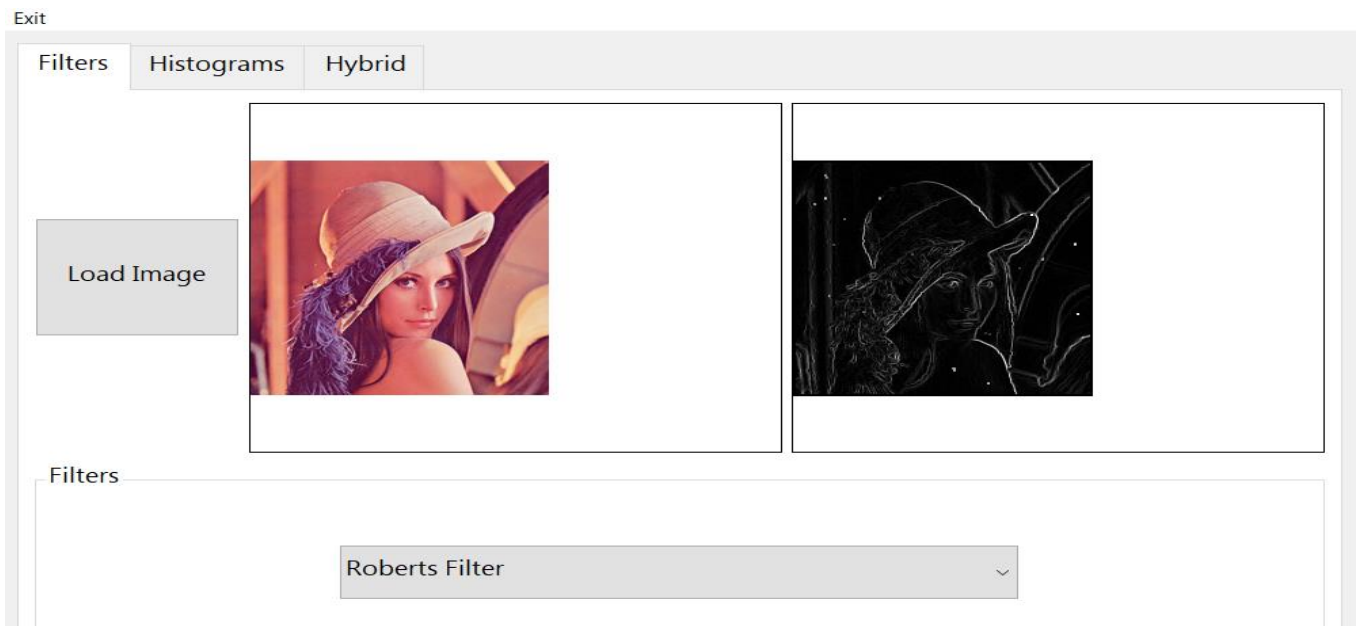 Exit
Filters Histograms Hybrid
Load Image
Filters
Roberts Filter